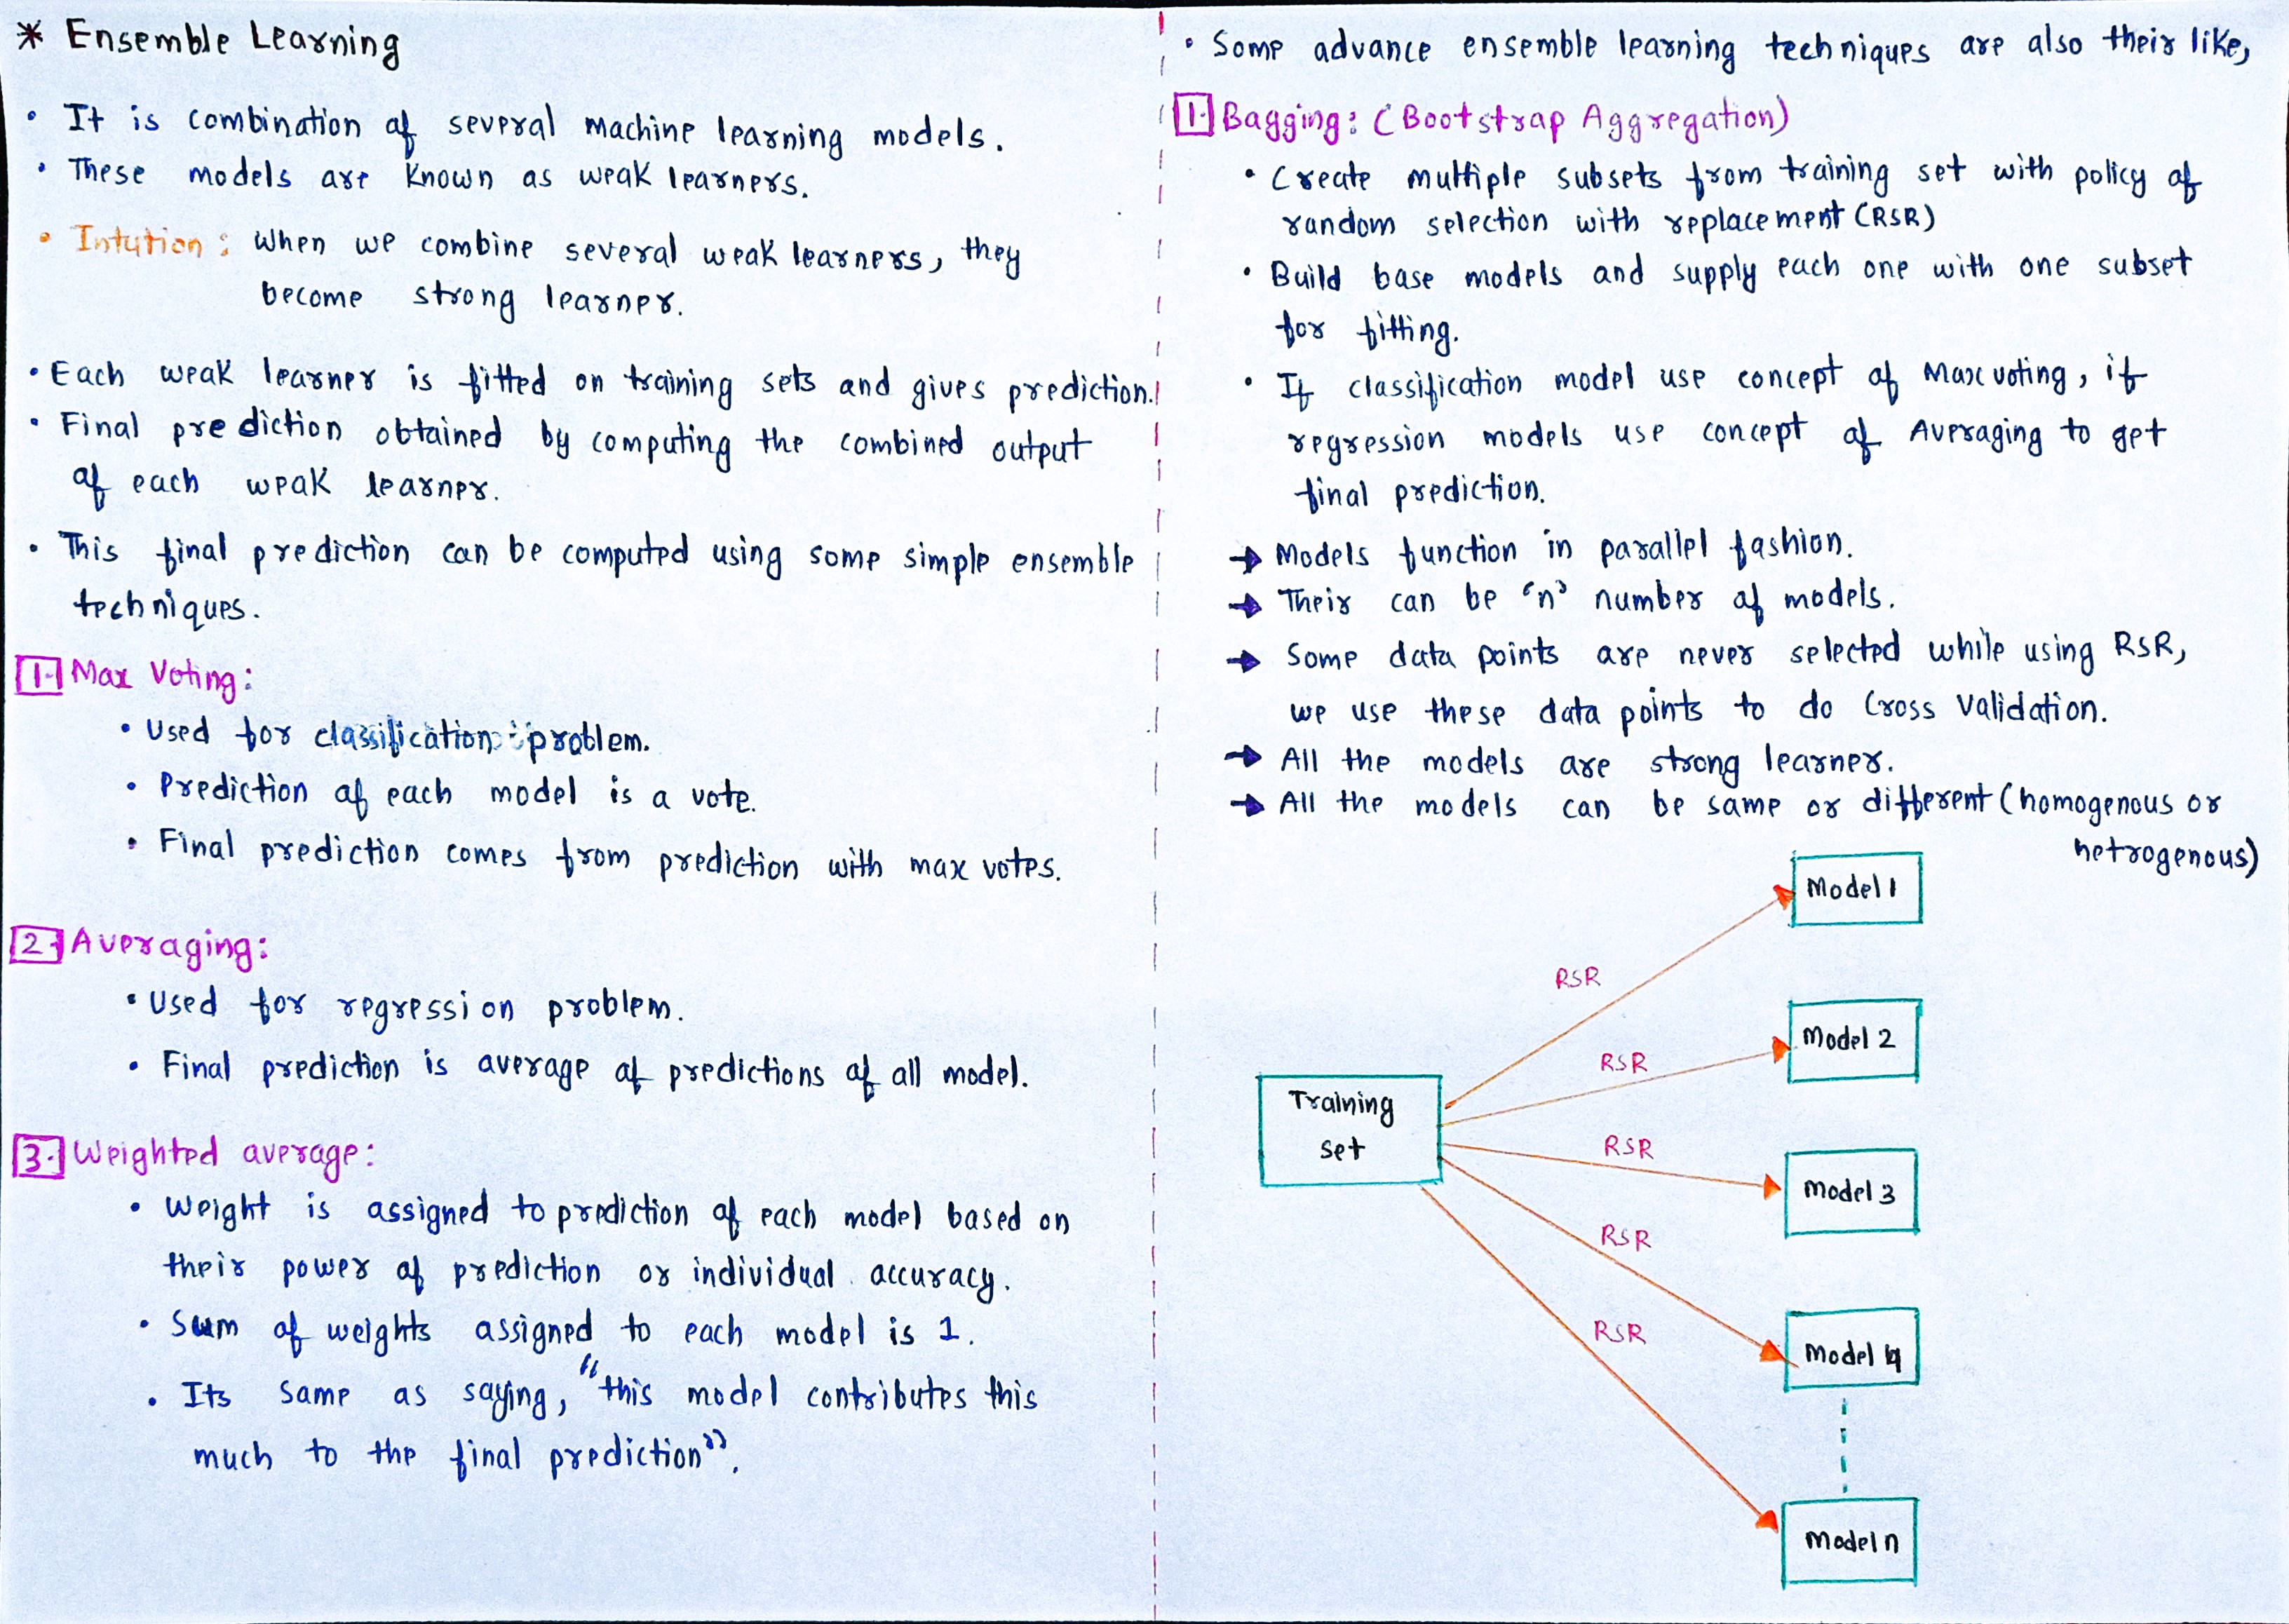 * Ensemble Learning
• It is combination of several machine learning models.
• These models are known as weak learners.
• Intution : When we combine several weak learners, they
become strong learner.
• Each weak learner is fitted on training sets and gives prediction.
• Final prediction obtained by computing the combined output
of each weak learner.
• This final prediction can be computed using some simple ensemble
techniques.
1. Max Voting:
• Used for classification problem.
• Prediction of each model is a vote.
• Final prediction comes from prediction with max votes.
2. Averaging:
• Used for regression problem.
• Final prediction is average of predictions of all model.
3. Weighted average:
• Weight is assigned to prediction of each model based on
their power of prediction or individual accuracy.
• Sum of weights assigned to each model is 1.
• Its same as saying, "this model contributes this
much to the final prediction".
• Some advance ensemble learning techniques are also their like,
1. Bagging: (Bootstrap Aggregation)
• Create multiple subsets from training set with policy of
random selection with replacement (RSR)
• Build base models and supply each one with one subset
for fitting.
• If classification model use concept of Max voting, if
regression models use concept of Averaging to get
final prediction.
→ Models function in parallel fashion.
→ Their can be 'n' number of models.
→ Some data points are never selected while using RSR,
we use these data points to do Cross Validation.
→ All the models are strong learner.
→ All the models can be same or different (homogenous or
hetrogenous)
Model 1
RSR
Model 2
RSR
Training
set
RSR
Model 3
RSR
RSR
Model 4
Model n